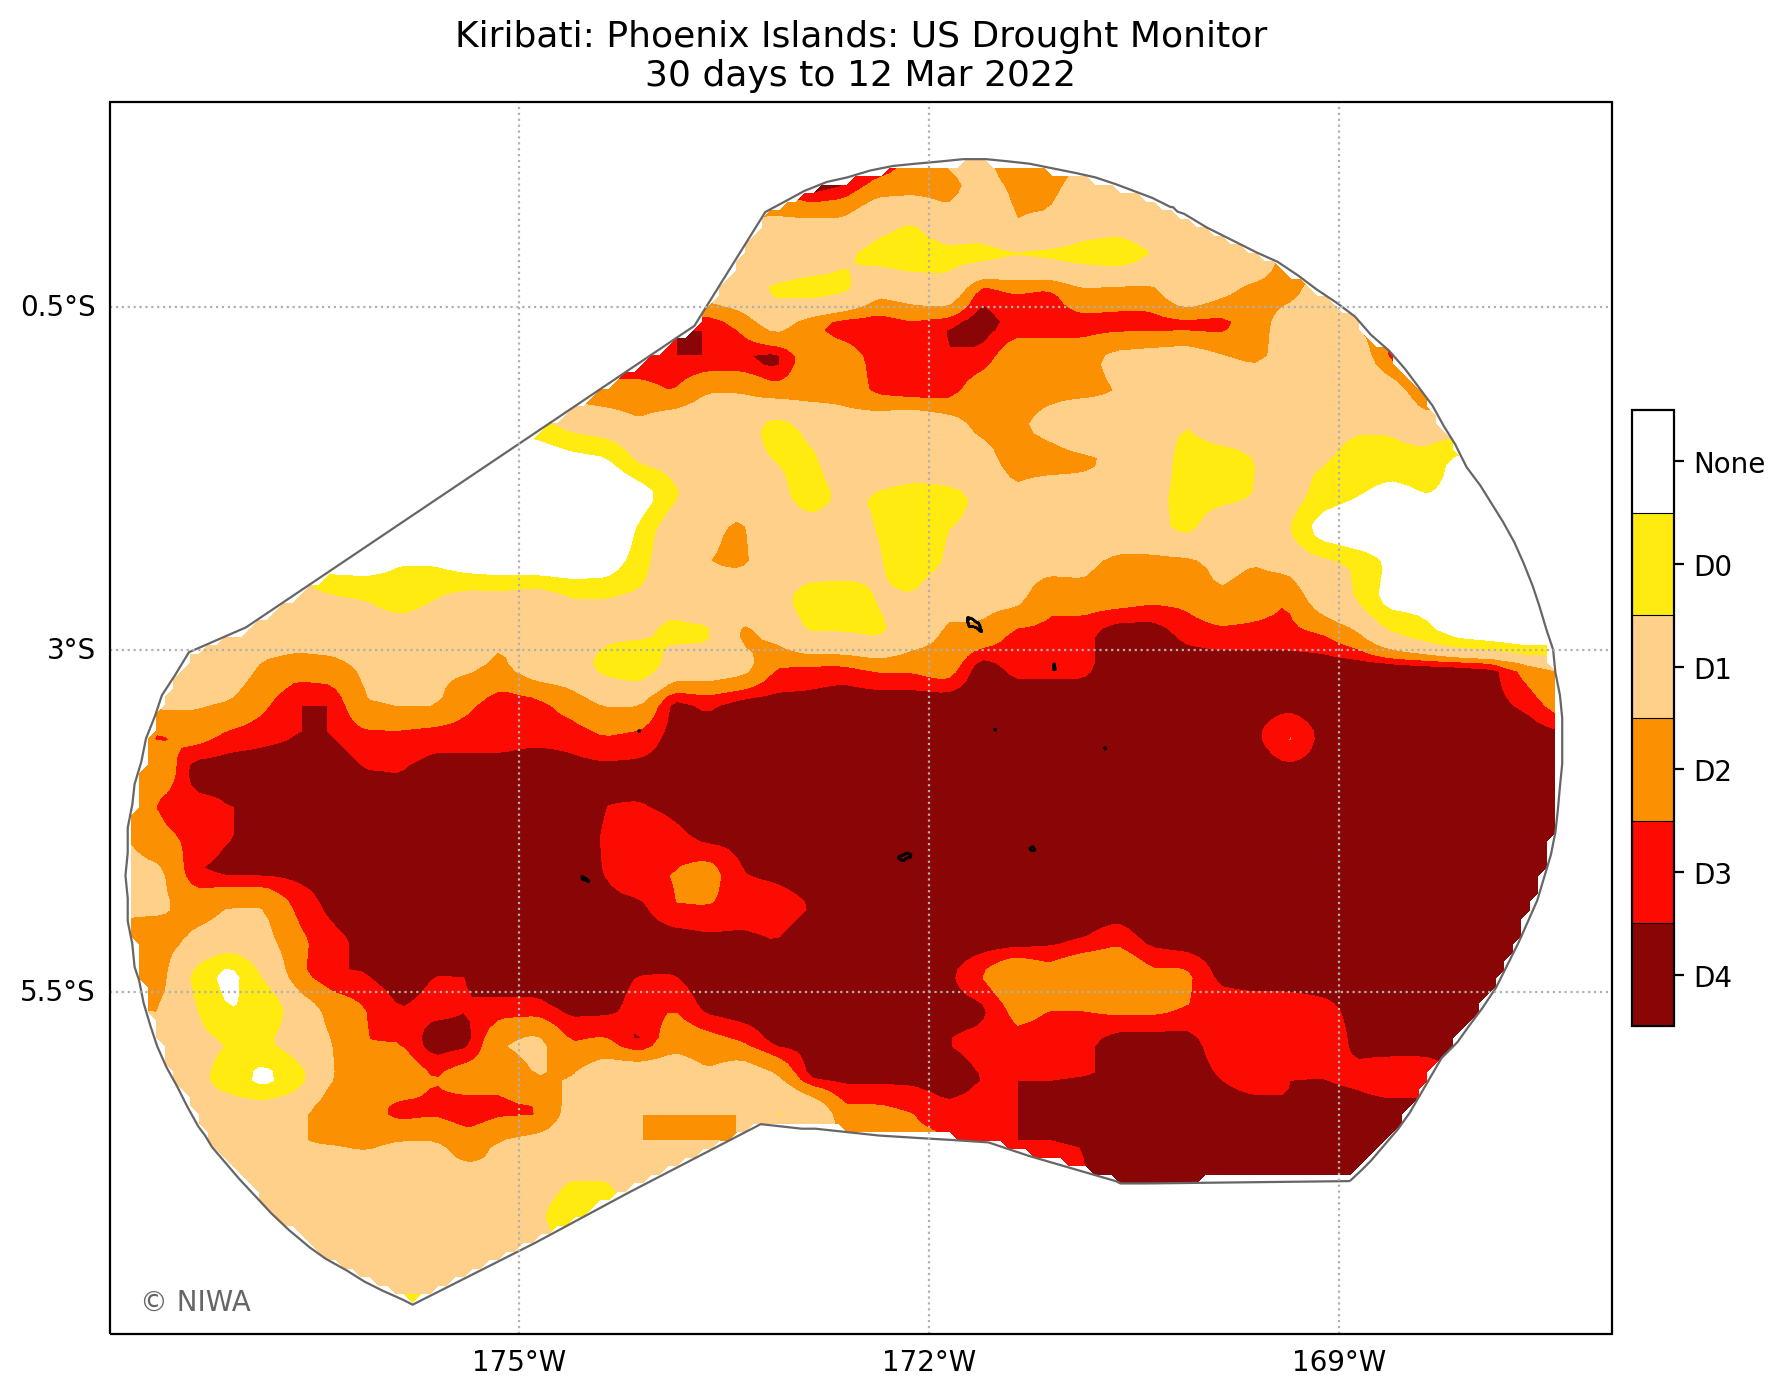 Kiribati: Phoenix Islands: US Drought Monitor
30 days to 12 Mar 2022
0.5°S
3°S
5.5°S
175°W
172°W
169°W
None
D0
D1
D2
D3
D4
© NIWA